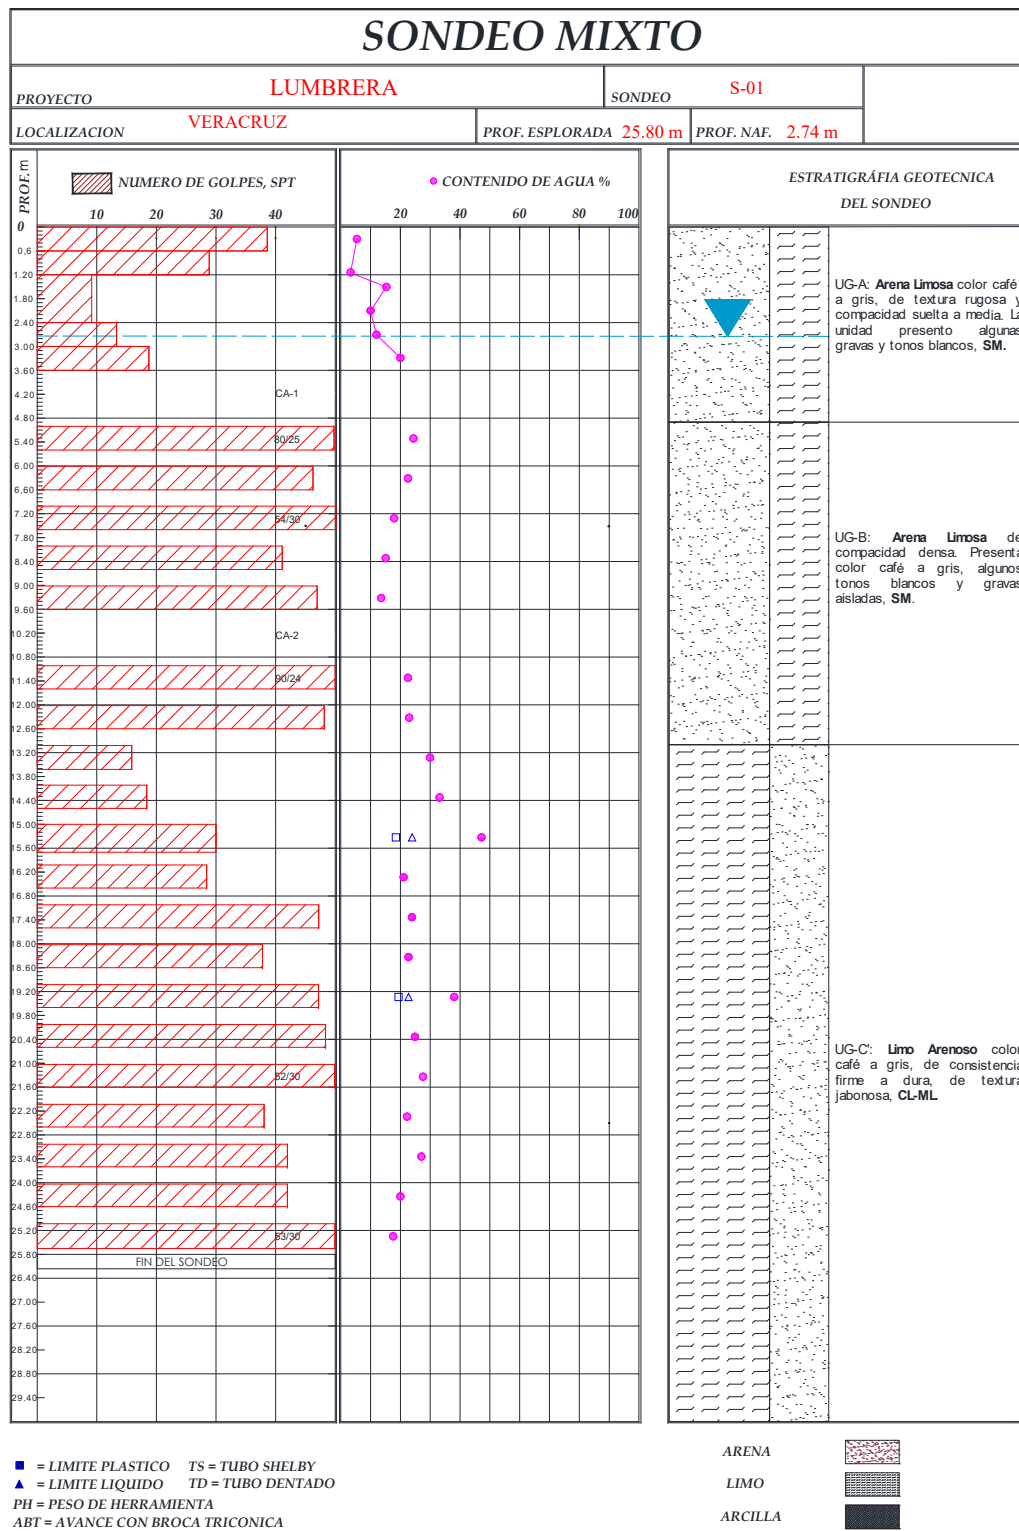 SONDEO MIXTO
PROYECTO LUMBRERA SONDEO S-01
LOCALIZACION VERACRUZ PROF. ESPLORADA 25.80 m PROF. NAF. 2.74 m
PROF. m
NUMERO DE GOLPES, SPT
10 20 30 40
CONTENIDO DE AGUA %
20 40 60 80 100
ESTRATIGRÁFIA GEOTECNICA
DEL SONDEO
0
0.6
1.20
1.80
2.40
3.00
3.60
4.20 CA-1
4.80
5.40 80/25
6.00
6.60
7.20 54/30
7.80
8.40
9.00
9.60
10.20 CA-2
10.80
11.40 90/24
12.00
12.60
13.20
13.80
14.40
15.00
15.60
16.20
16.80
17.40
18.00
18.60
19.20
19.80
20.40
21.00
21.60 52/30
22.20
22.80
23.40
24.00
24.60
25.20 53/30
25.80 FIN DEL SONDEO
26.40
27.00
27.60
28.20
28.80
29.40
UG-A: Arena Limosa color café
a gris, de textura rugosa y
compacidad suelta a media. La
unidad presento algunas
gravas y tonos blancos, SM.
UG-B: Arena Limosa de
compacidad densa. Presenta
color café a gris, algunos
tonos blancos y gravas
aisladas, SM.
UG-C': Limo Arenoso color
café a gris, de consistencia
firme a dura, de textura
jabonosa, CL-ML
= LIMITE PLASTICO TS = TUBO SHELBY
= LIMITE LIQUIDO TD = TUBO DENTADO
PH = PESO DE HERRAMIENTA
ABT = AVANCE CON BROCA TRICONICA
ARENA
LIMO
ARCILLA